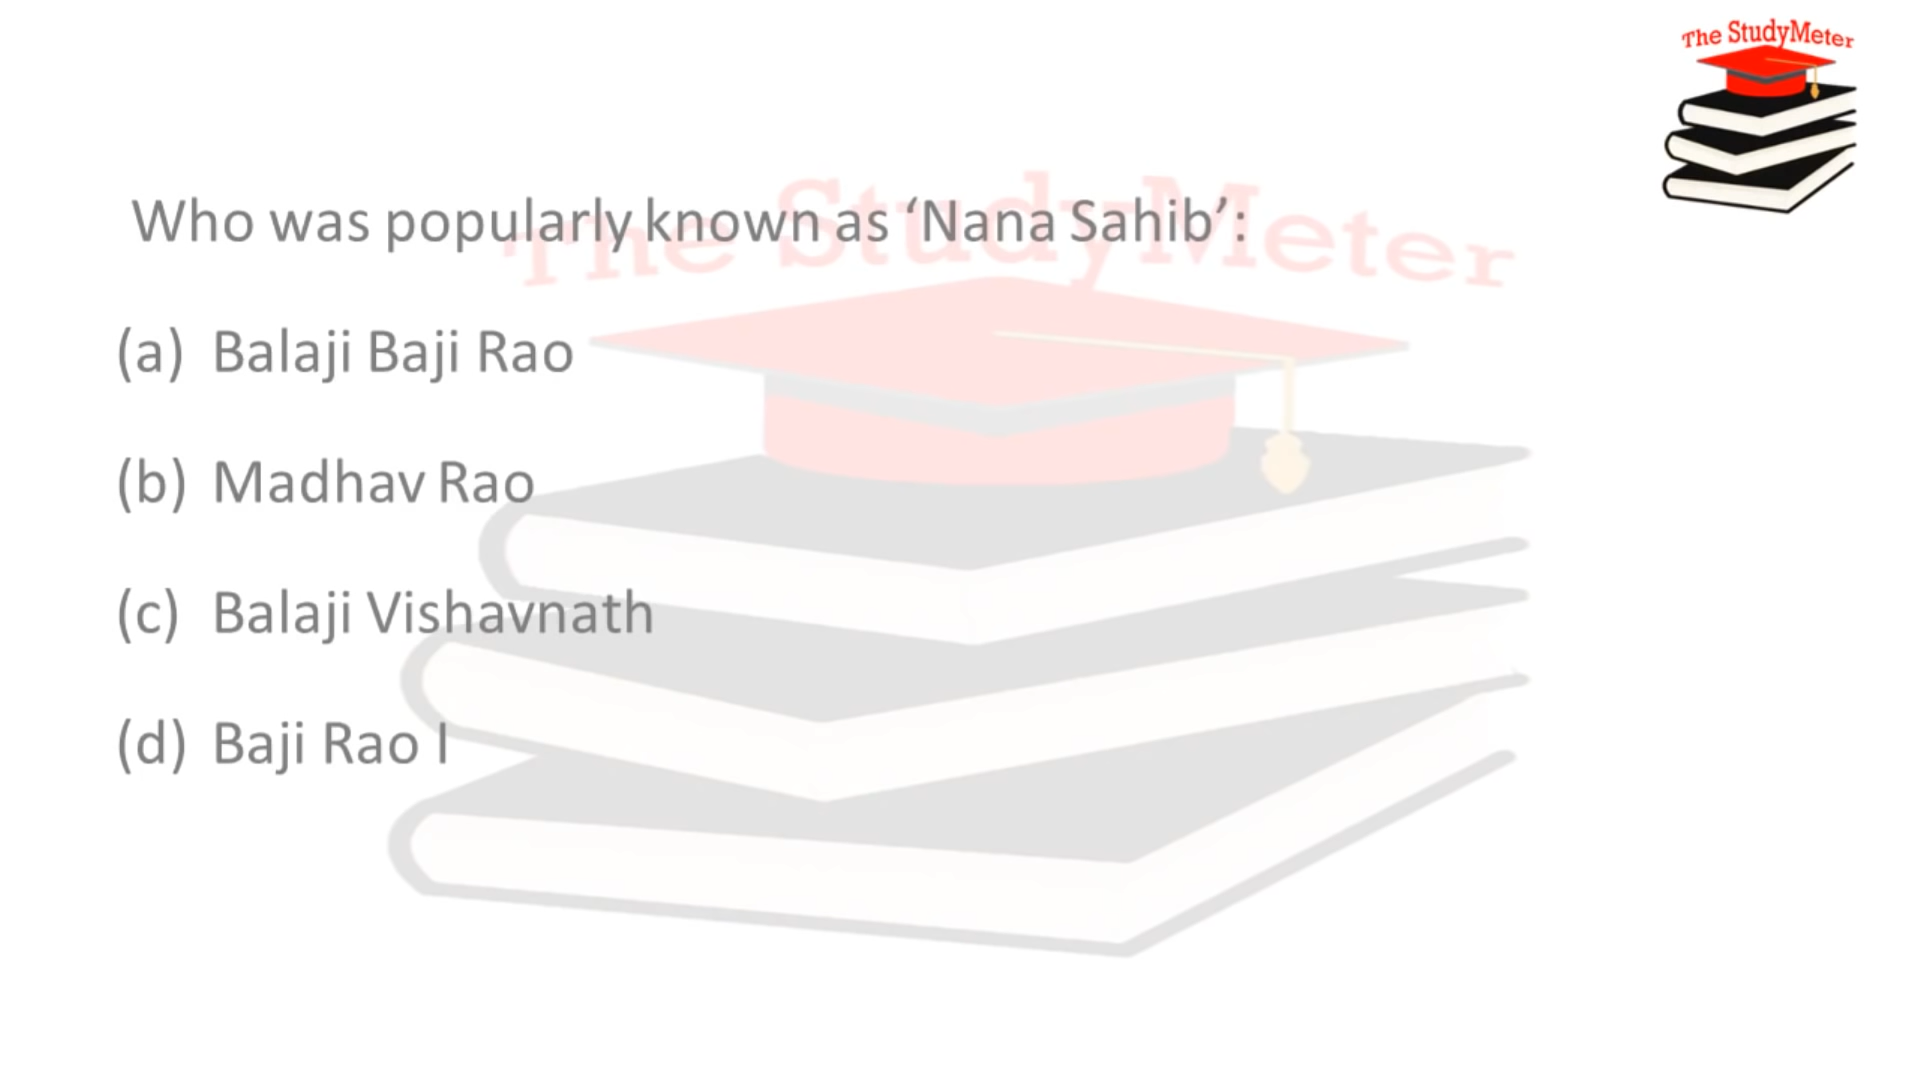 The StudyMeter
The StudyMeter
Who was popularly known as ‘Nana Sahib’:
(a) Balaji Baji Rao
(b) Madhav Rao
(c) Balaji Vishavnath
(d) Baji Rao I